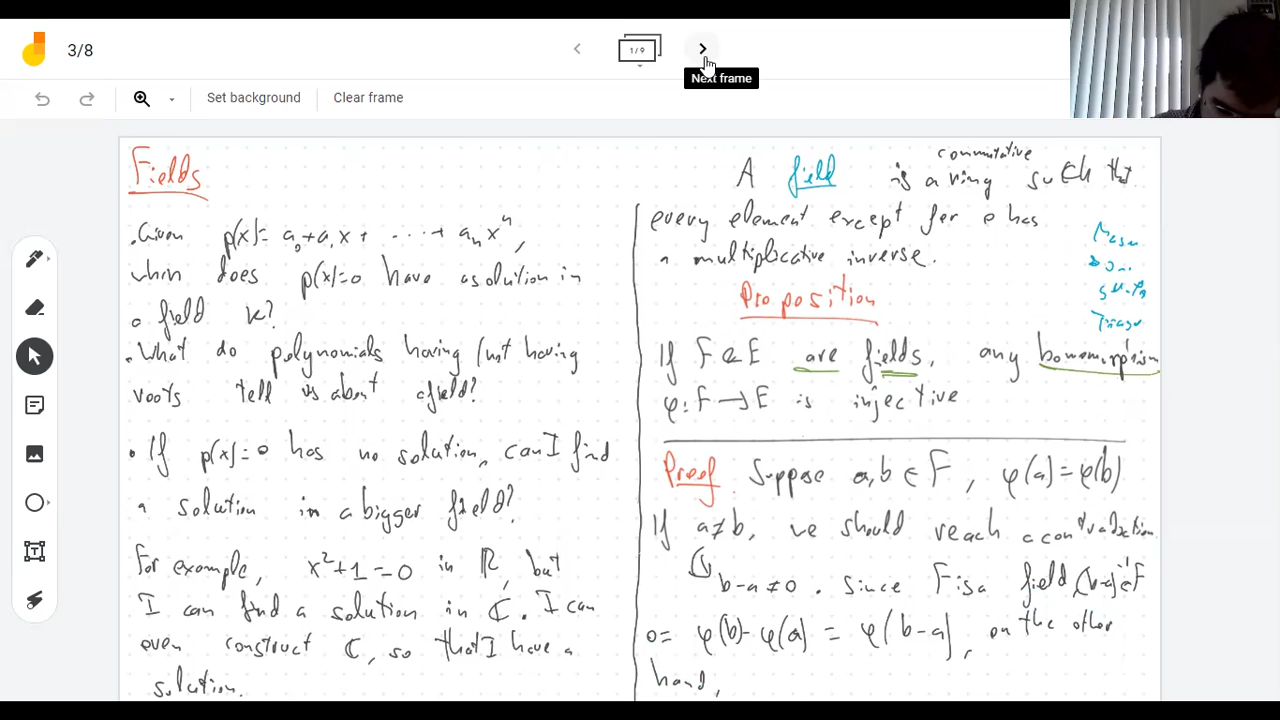 3/8
1/9
Next frame
Set background
Clear frame
Fields
. Given p(x)= a₀+a₁x+ ····+ aₙxⁿ,
when does p(x)=0 have a solution in
a field K?
. What do polynomials having (not having
roots tell us about a field?
• If p(x)=0 has no solution, can I find
a solution in a bigger field?
For example, x²+1=0 in ℝ, but
I can find a solution in ℂ. I can
even construct ℂ, so that I have a
solution.
A field is a commutative ring such that
every element except for 0 has
a multiplicative inverse.
Proposition
If F & E are fields, any homomorphism
φ: F → E is injective
Proof. Suppose a,b ∈ F, φ(a)=φ(b)
If a≠b, we should reach a contradiction.
b-a≠0. Since F is a field (b-a)⁻¹∈F
0= φ(b)-φ(a) = φ(b-a), on the other
hand,